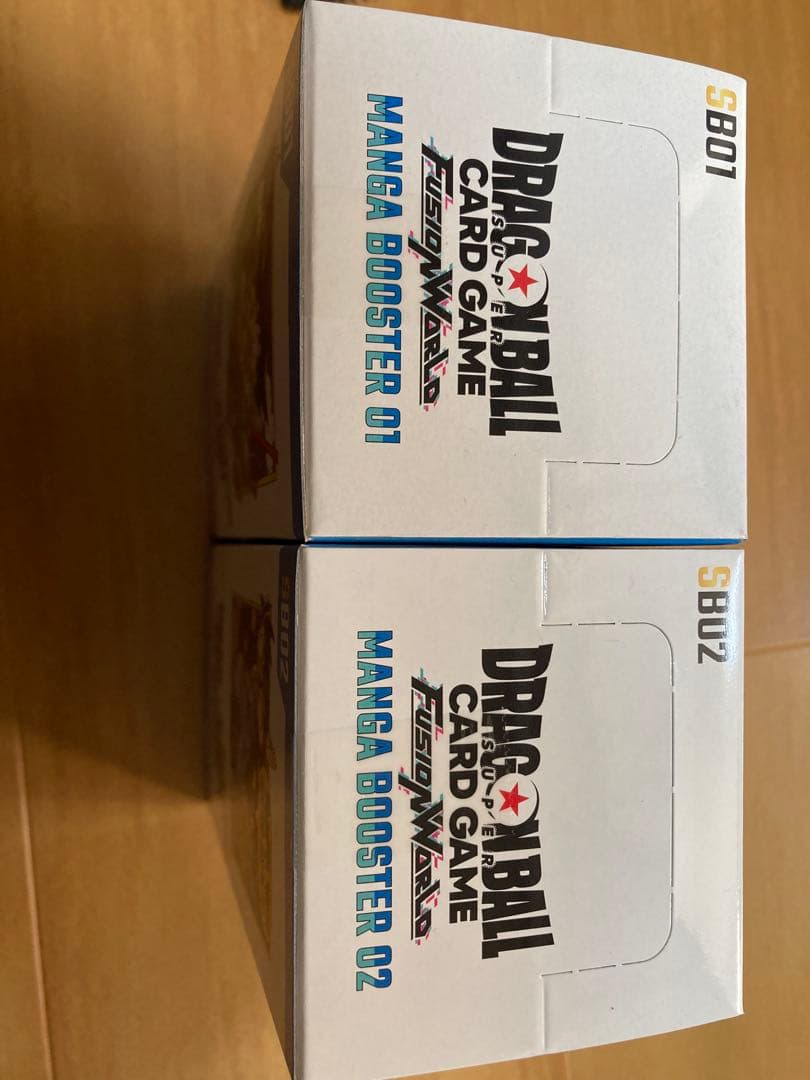 SB01
DRAGON BALL
SUPER
CARD GAME
FUSION WORLD
MANGA BOOSTER 01
SB02
DRAGON BALL
SUPER
CARD GAME
FUSION WORLD
MANGA BOOSTER 02
SB02